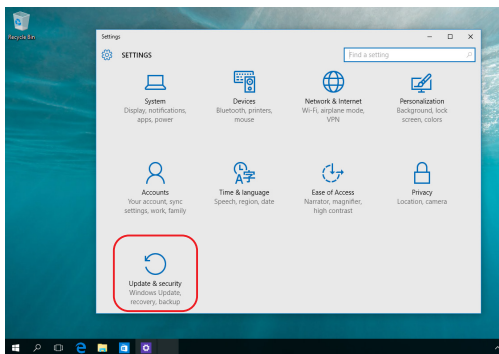 Recycle Bin
Settings
SETTINGS
Find a setting
System
Display, notifications,
apps, power
Devices
Bluetooth, printers,
mouse
Network & Internet
Wi-Fi, airplane mode,
VPN
Personalization
Background, lock
screen, colors
Accounts
Your account, sync
settings, work, family
Time & language
Speech, region, date
Ease of Access
Narrator, magnifier,
high contrast
Privacy
Location, camera
Update & security
Windows Update,
recovery, backup